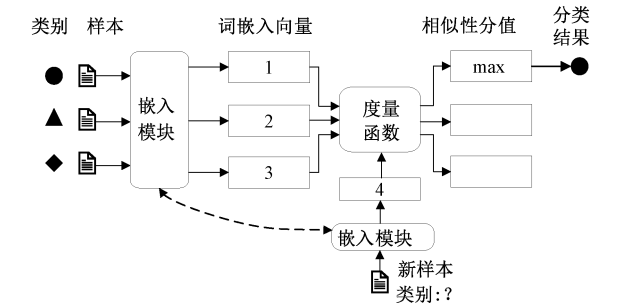 类别
样本
词嵌入向量
相似性分值
分类
结果
嵌入
模块
1
2
3
度量
函数
max
4
嵌入模块
新样本
类别:?